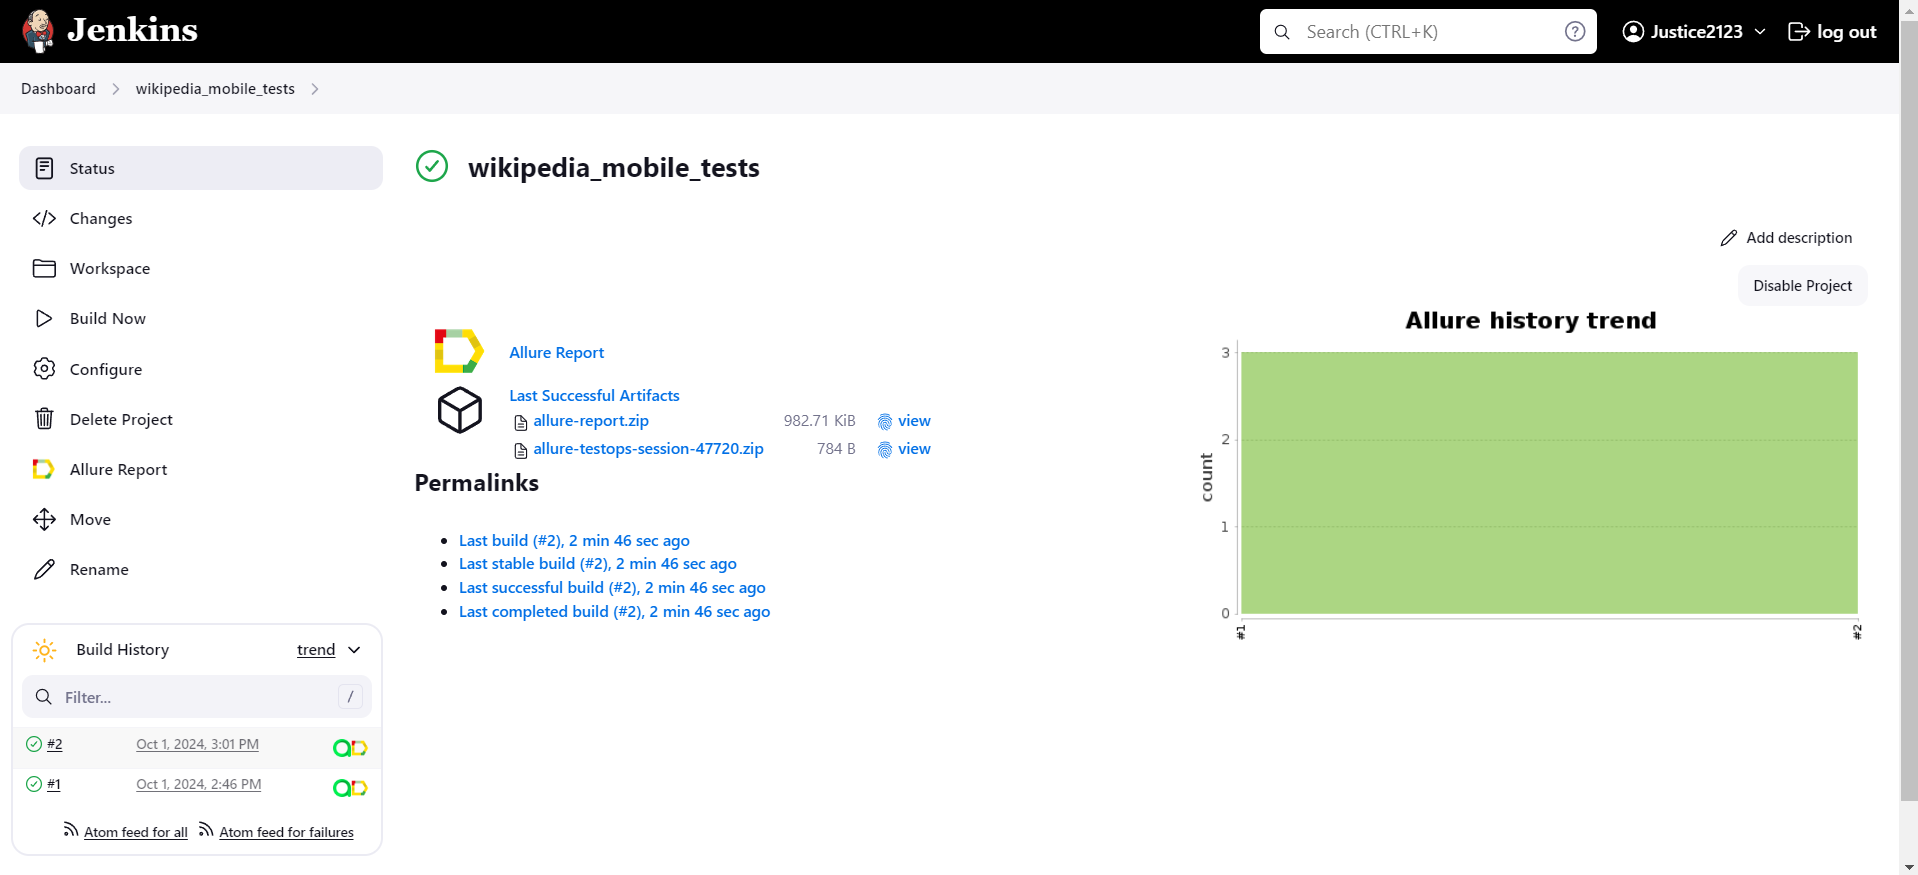 Jenkins
Search (CTRL+K)
?
Justice2123
log out
Dashboard
wikipedia_mobile_tests
Status
Changes
Workspace
Build Now
Configure
Delete Project
Allure Report
Move
Rename
Build History
trend
Filter...
/
#2
Oct 1, 2024, 3:01 PM
#1
Oct 1, 2024, 2:46 PM
Atom feed for all
Atom feed for failures
wikipedia_mobile_tests
Add description
Disable Project
Allure Report
Last Successful Artifacts
allure-report.zip 982.71 KiB view
allure-testops-session-47720.zip 784 B view
Permalinks
Last build (#2), 2 min 46 sec ago
Last stable build (#2), 2 min 46 sec ago
Last successful build (#2), 2 min 46 sec ago
Last completed build (#2), 2 min 46 sec ago
Allure history trend
3
2
1
0
count
#1
#2